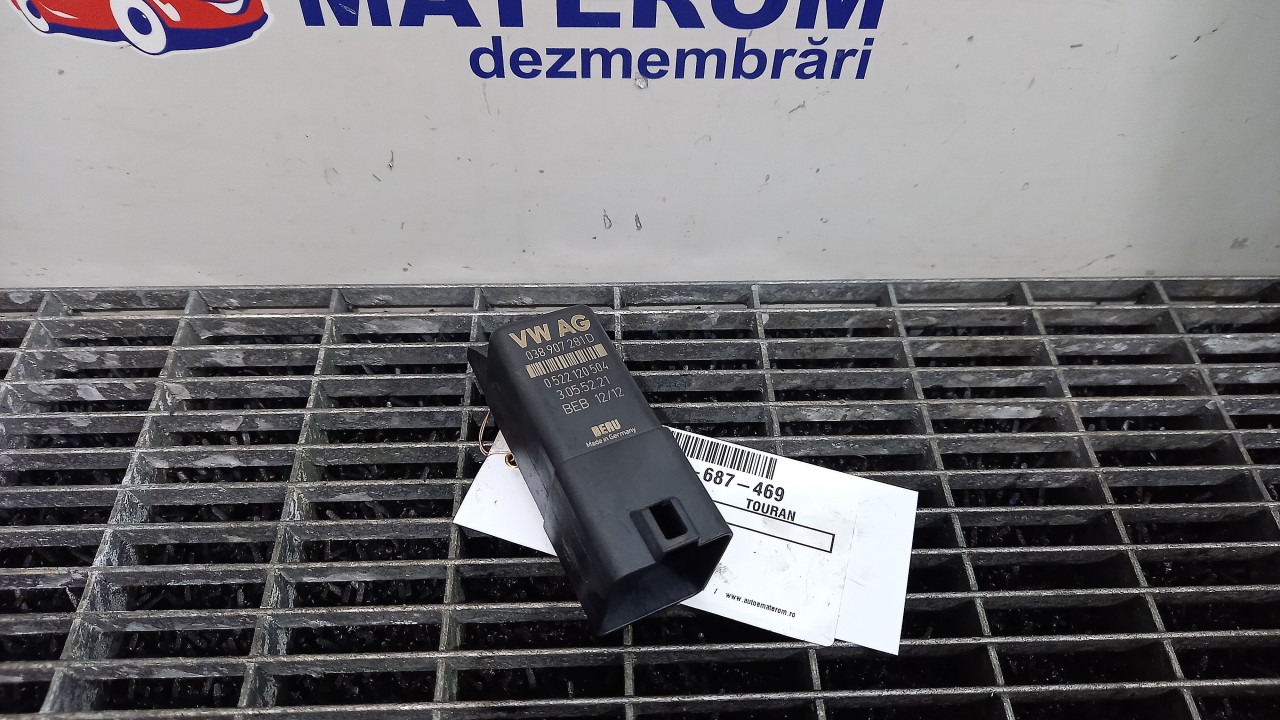 MATEROM
dezmembrări
VW AG
038 907 281D
0 522 120 504
3.05.52.21
BEB 12/12
BERU
Made in Germany
-687-469
TOURAN
/ www.autoematerom.ro